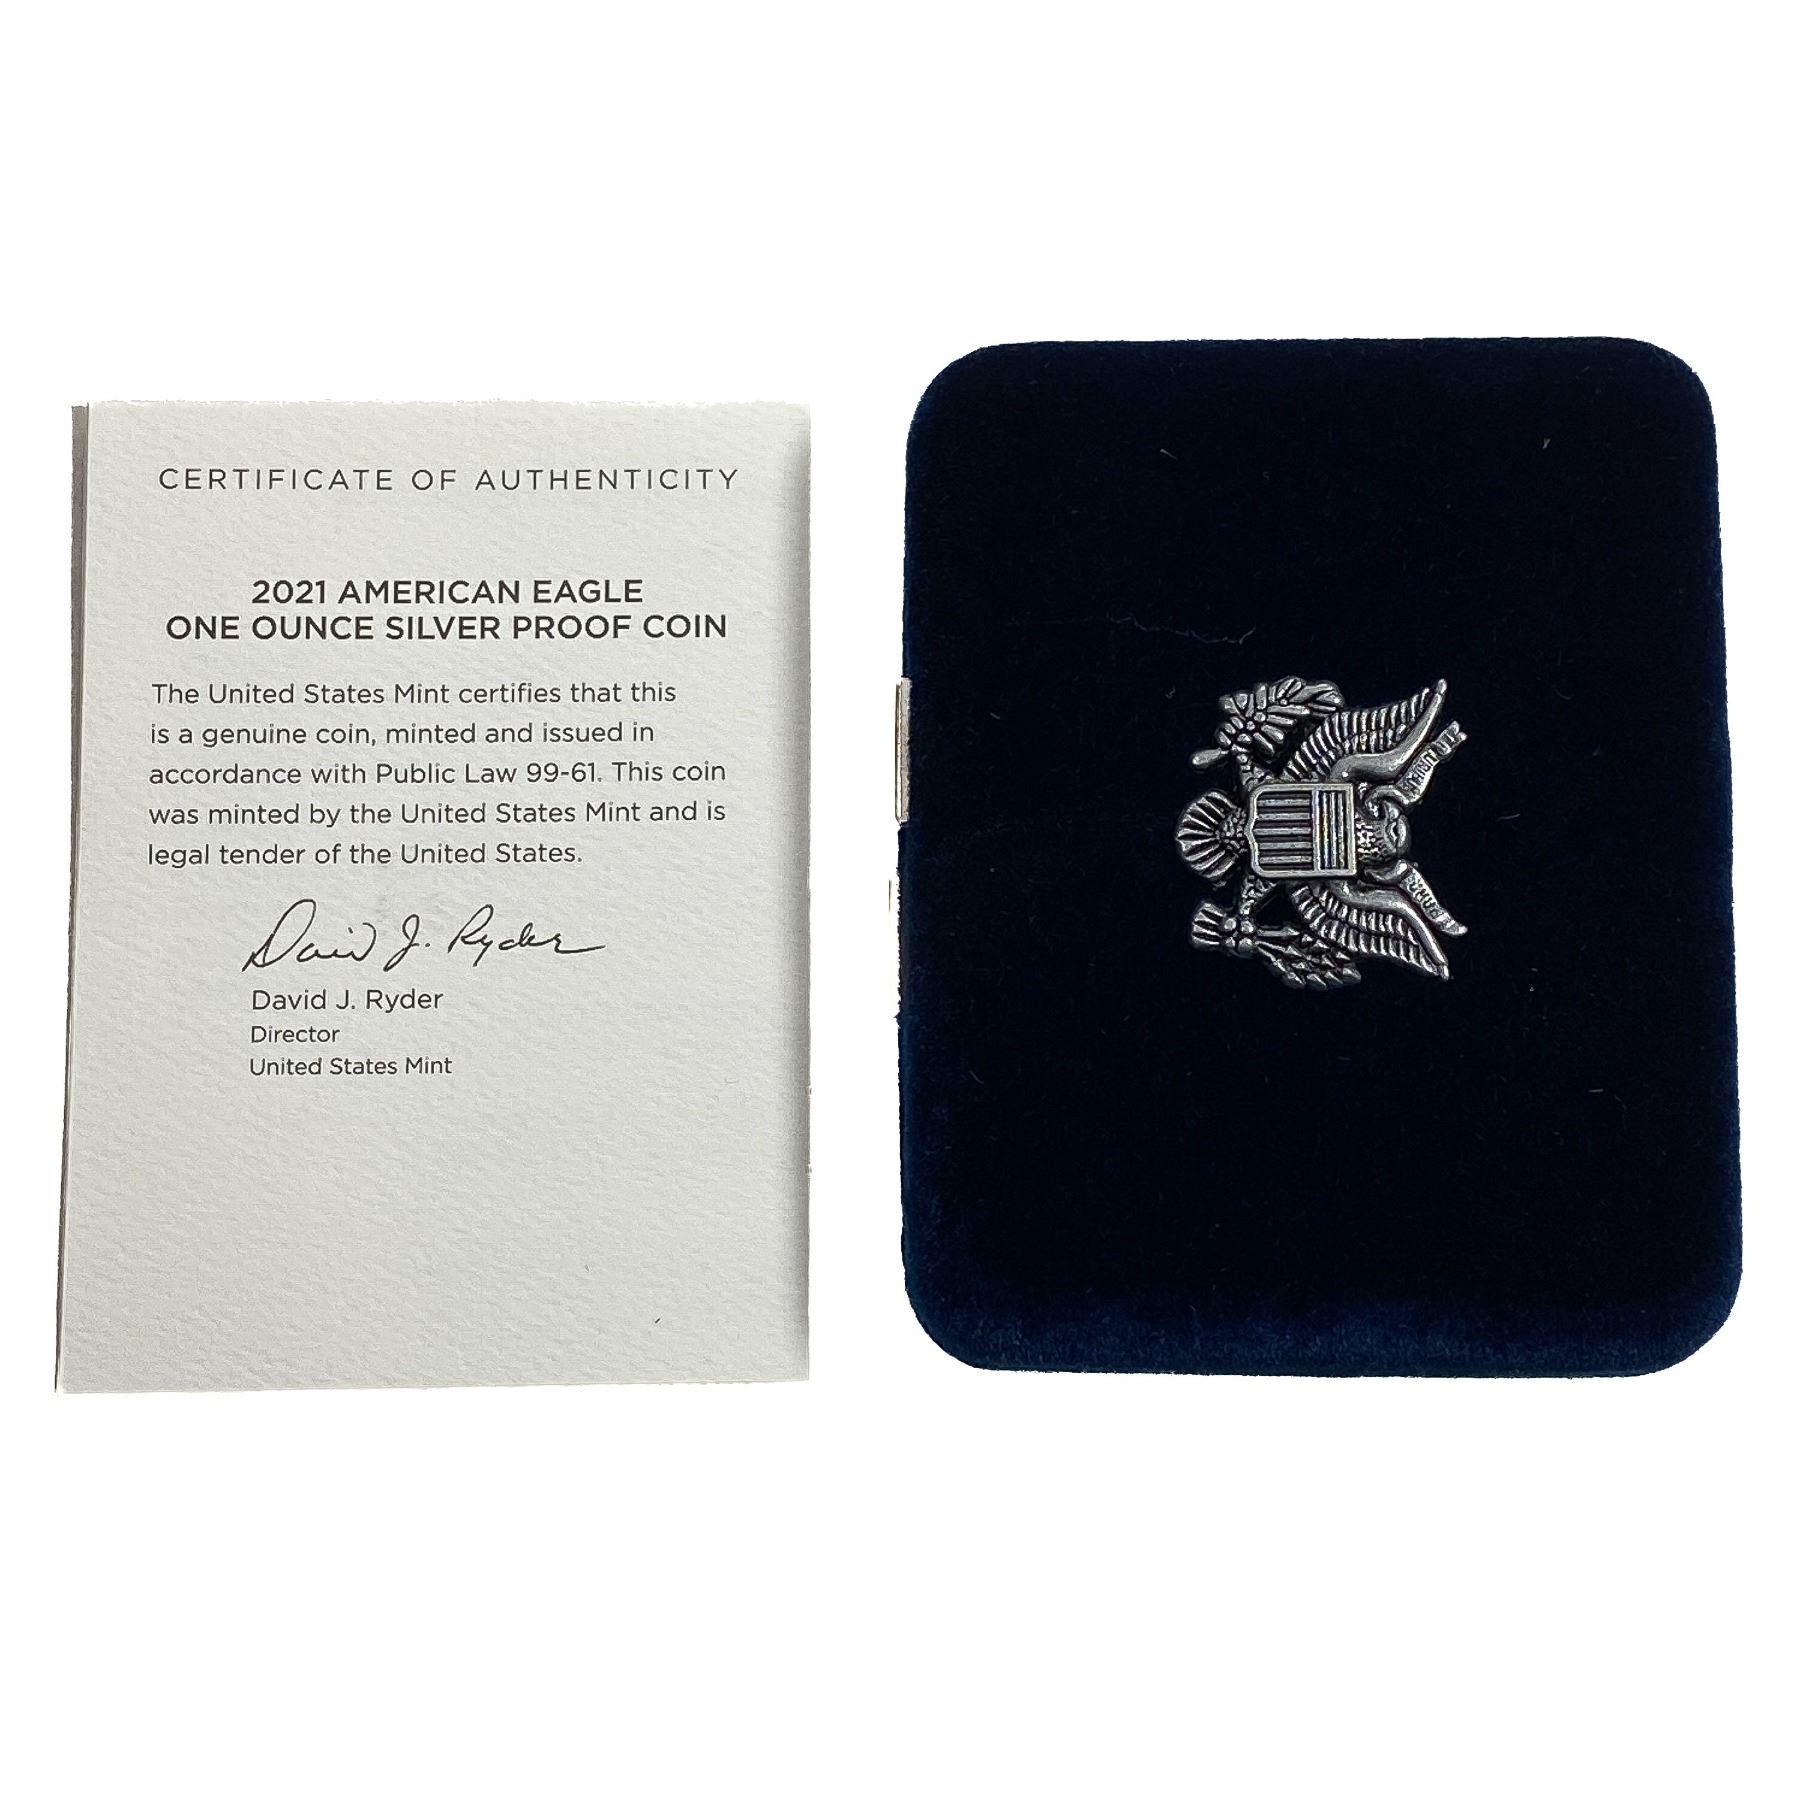 CERTIFICATE OF AUTHENTICITY
2021 AMERICAN EAGLE
ONE OUNCE SILVER PROOF COIN
The United States Mint certifies that this
is a genuine coin, minted and issued in
accordance with Public Law 99-61. This coin
was minted by the United States Mint and is
legal tender of the United States.
David J. Ryder
David J. Ryder
Director
United States Mint